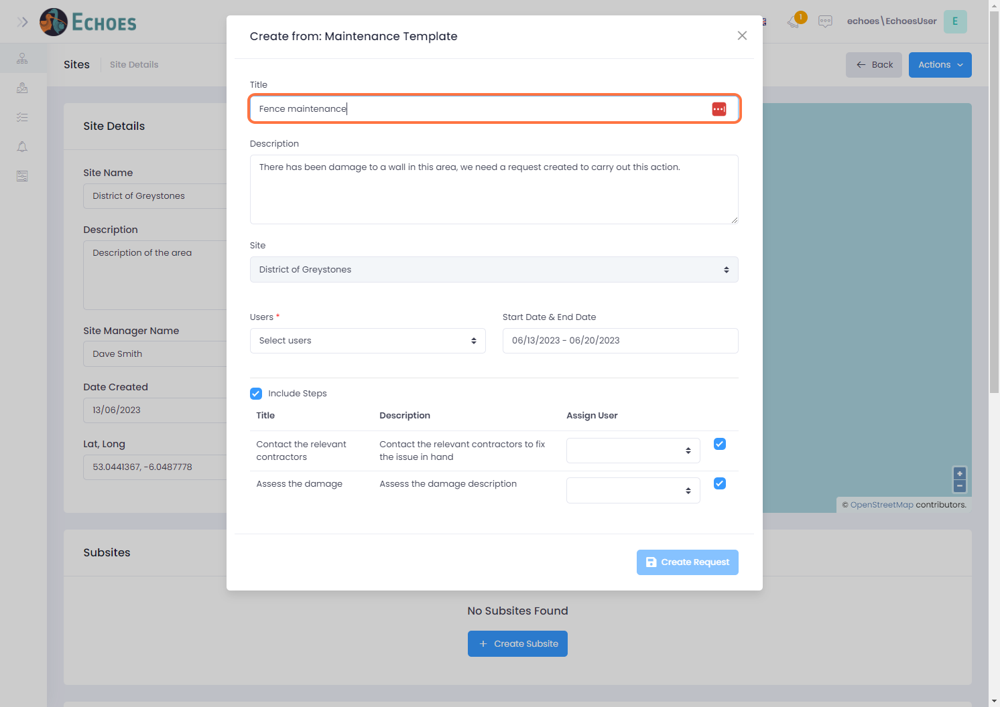 ECHOES
1
echoes\EchoesUser
E
Sites
Site Details
Back
Actions
Create from: Maintenance Template
Title
Fence maintenance
Description
There has been damage to a wall in this area, we need a request created to carry out this action.
Site
District of Greystones
Users *
Start Date & End Date
Select users
06/13/2023 - 06/20/2023
Include Steps
Title
Description
Assign User
Contact the relevant
contractors
Contact the relevant contractors to fix
the issue in hand
Assess the damage
Assess the damage description
Create Request
Site Details
Site Name
District of Greystones
Description
Description of the area
Site Manager Name
Dave Smith
Date Created
13/06/2023
Lat, Long
53.0441367, -6.0487778
+
−
© OpenStreetMap contributors.
Subsites
No Subsites Found
+ Create Subsite